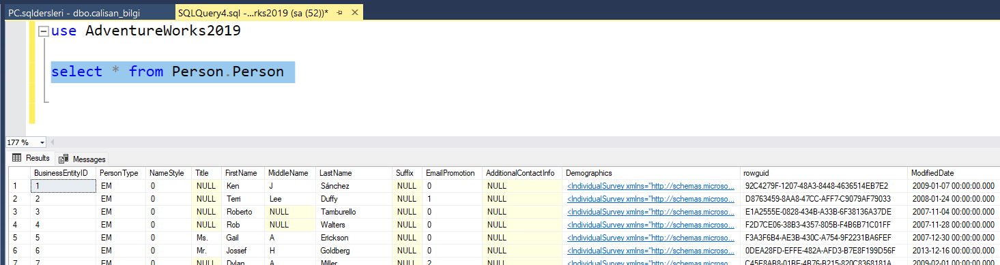 PC.sqldersleri - dbo.calisan_bilgi SQLQuery4.sql -...rks2019 (sa (52))*
use AdventureWorks2019
select * from Person.Person
177 %
Results Messages
BusinessEntityID PersonType NameStyle Title FirstName MiddleName LastName Suffix EmailPromotion AdditionalContactInfo Demographics rowguid ModifiedDate
1 1 EM 0 NULL Ken J Sánchez NULL 0 NULL <IndividualSurvey xmlns="http://schemas.microso... 92C4279F-1207-48A3-8448-4636514EB7E2 2009-01-07 00:00:00.000
2 2 EM 0 NULL Terri Lee Duffy NULL 1 NULL <IndividualSurvey xmlns="http://schemas.microso... D8763459-8AA8-47CC-AFF7-C9079AF79033 2008-01-24 00:00:00.000
3 3 EM 0 NULL Roberto NULL Tamburello NULL 0 NULL <IndividualSurvey xmlns="http://schemas.microso... E1A2555E-0828-434B-A33B-6F38136A37DE 2007-11-04 00:00:00.000
4 4 EM 0 NULL Rob NULL Walters NULL 0 NULL <IndividualSurvey xmlns="http://schemas.microso... F2D7CE06-38B3-4357-805B-F4B6B71C01FF 2007-11-28 00:00:00.000
5 5 EM 0 Ms. Gail A Erickson NULL 0 NULL <IndividualSurvey xmlns="http://schemas.microso... F3A3F6B4-AE3B-430C-A754-9F2231BA6FEF 2007-12-30 00:00:00.000
6 6 EM 0 Mr. Jossef H Goldberg NULL 0 NULL <IndividualSurvey xmlns="http://schemas.microso... 0DEA28FD-EFFE-482A-AFD3-B7E8F199D56F 2013-12-16 00:00:00.000
7 7 EM 0 NULL Dylan A Miller NULL 2 NULL <IndividualSurvey xmlns="http://schemas.microso... C45E8AB8-01BE-4B76-B215-820C8368181A 2009-02-01 00:00:00.000